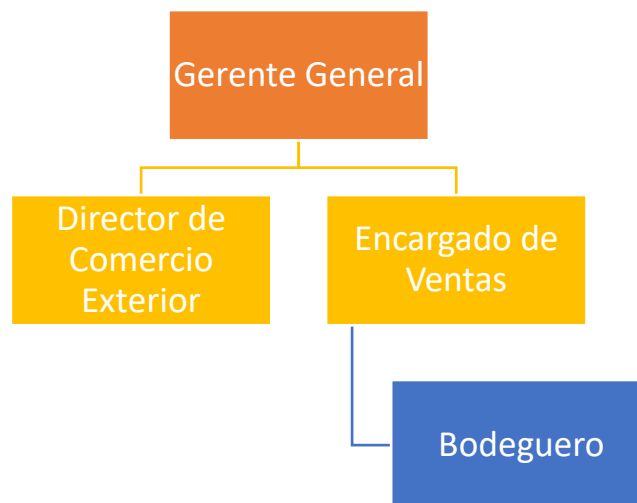 Gerente General
Director de
Comercio
Exterior
Encargado de
Ventas
Bodeguero